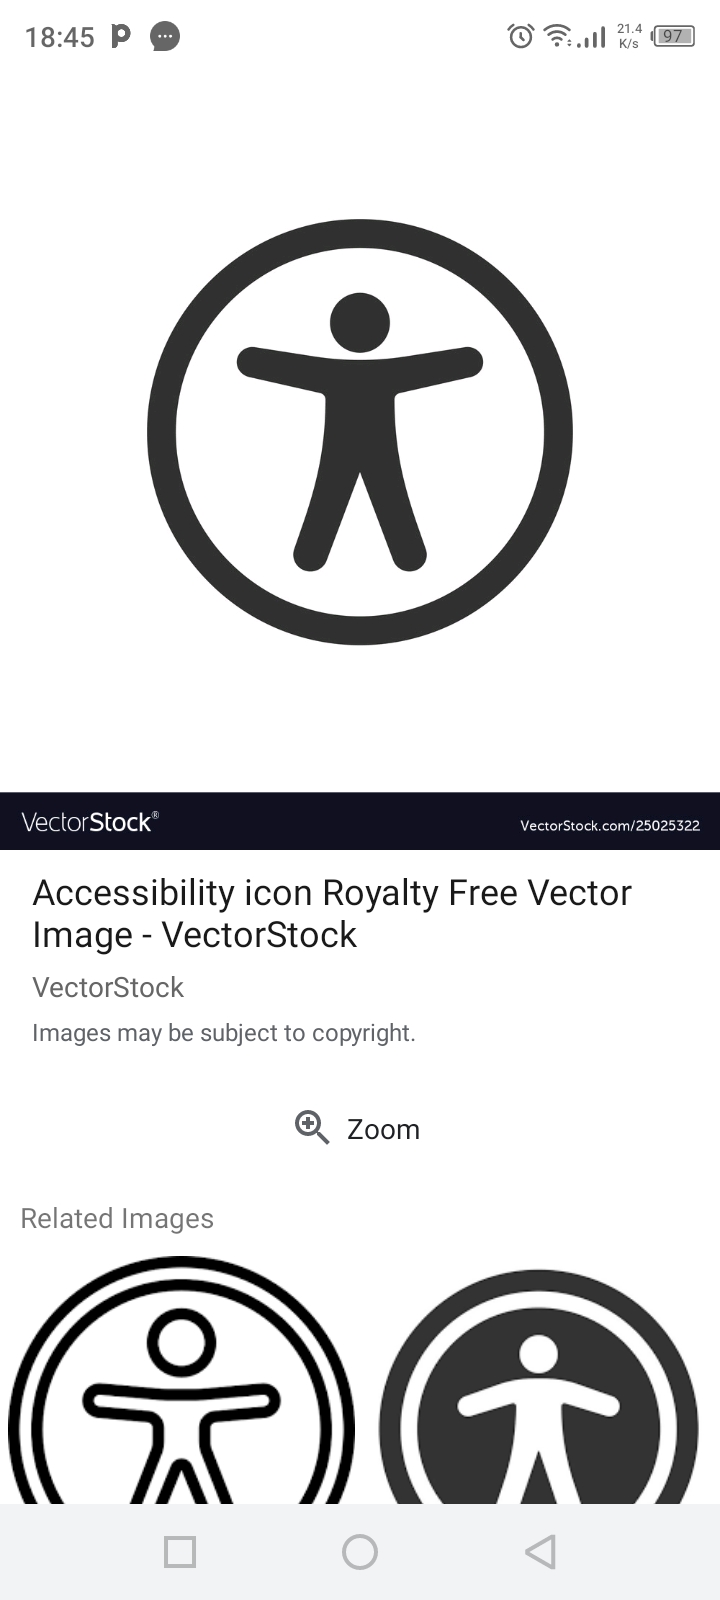 18:45
21.4
K/s
97
VectorStock®
VectorStock.com/25025322
Accessibility icon Royalty Free Vector
Image - VectorStock
VectorStock
Images may be subject to copyright.
Zoom
Related Images